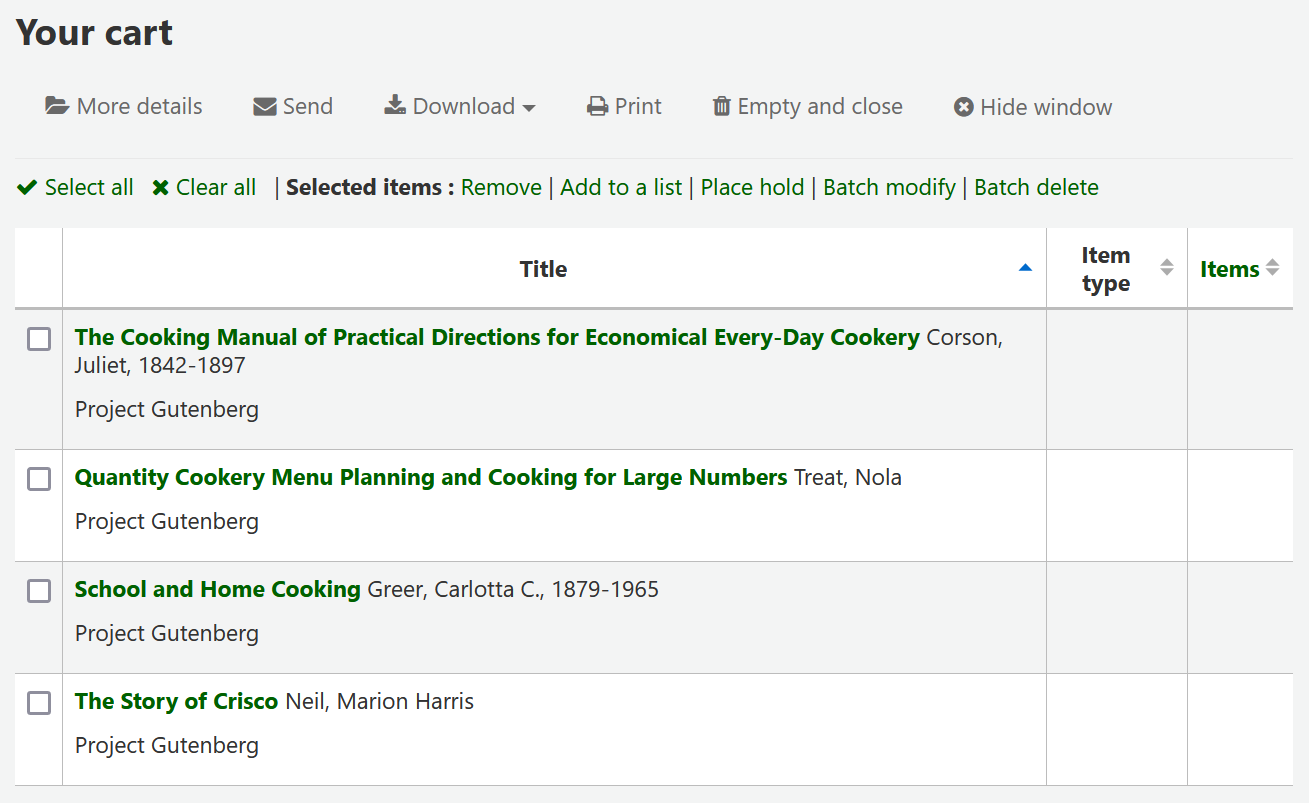 Your cart
More details Send Download Print Empty and close Hide window
Select all Clear all | Selected items : Remove | Add to a list | Place hold | Batch modify | Batch delete
Title Item type Items
The Cooking Manual of Practical Directions for Economical Every-Day Cookery Corson,
Juliet, 1842-1897
Project Gutenberg
Quantity Cookery Menu Planning and Cooking for Large Numbers Treat, Nola
Project Gutenberg
School and Home Cooking Greer, Carlotta C., 1879-1965
Project Gutenberg
The Story of Crisco Neil, Marion Harris
Project Gutenberg